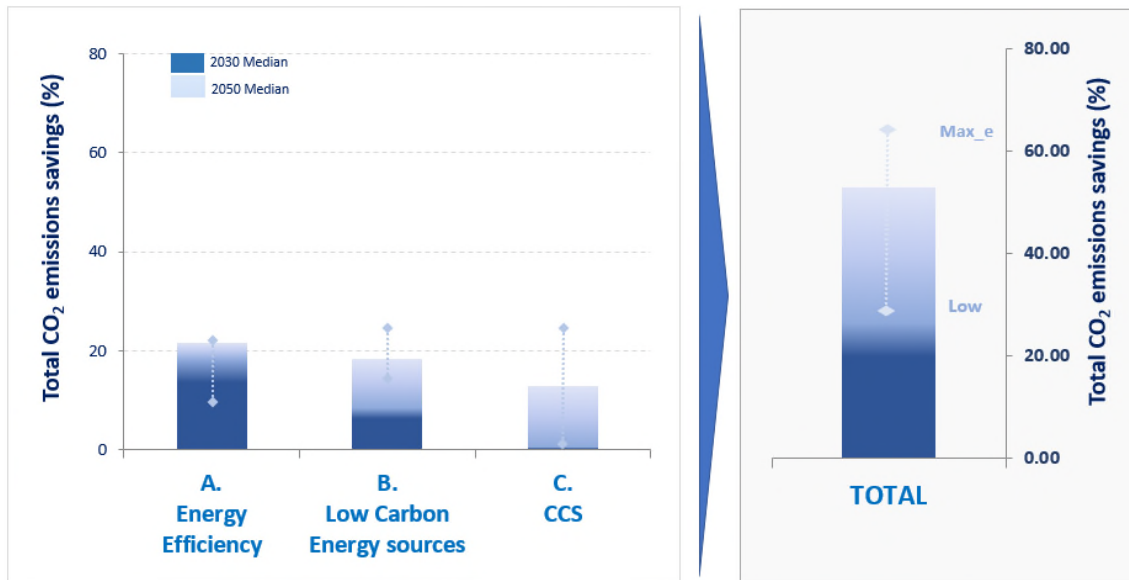 Total CO₂ emissions savings (%)
80
60
40
20
0
2030 Median
2050 Median
A.
Energy
Efficiency
B.
Low Carbon
Energy sources
C.
CCS
80.00
60.00
40.00
20.00
0.00
Max_e
Low
Total CO₂ emissions savings (%)
TOTAL